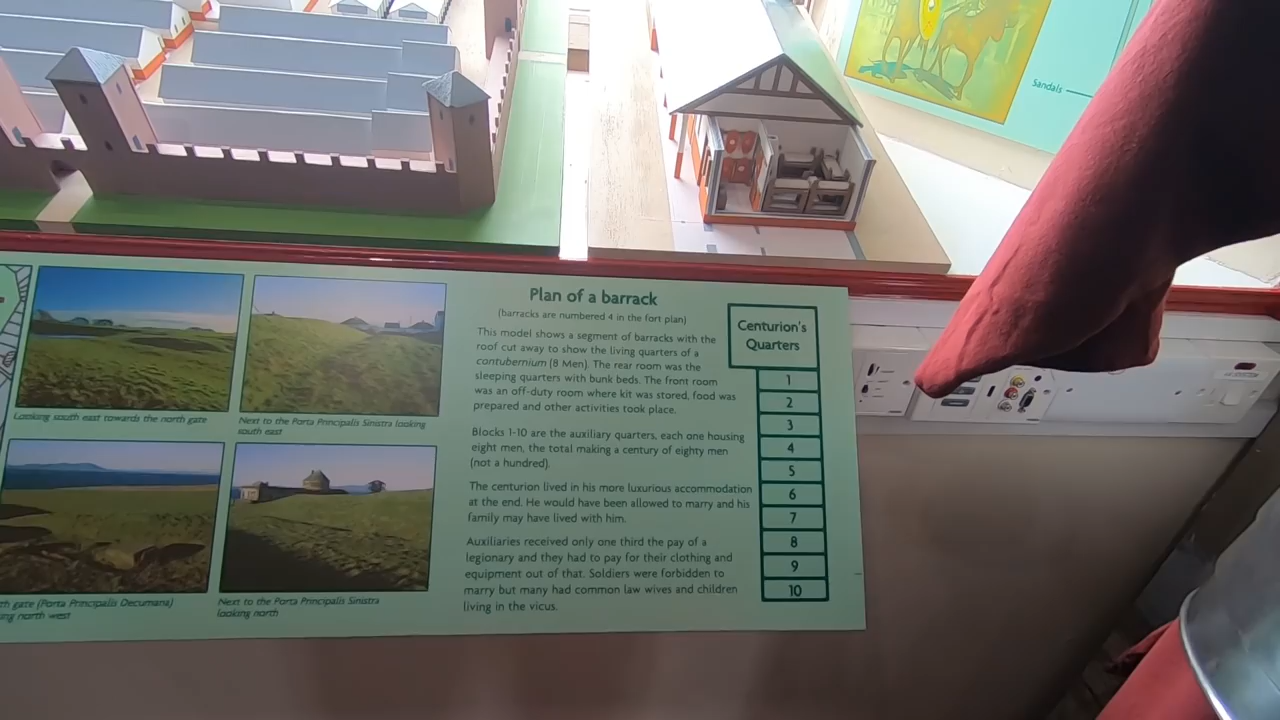 Sandals
Plan of a barrack
(barracks are numbered 4 in the fort plan)
This model shows a segment of barracks with the
roof cut away to show the living quarters of a
contubernium (8 Men). The rear room was the
sleeping quarters with bunk beds. The front room
was an off-duty room where kit was stored, food was
prepared and other activities took place.
Blocks 1-10 are the auxiliary quarters, each one housing
eight men, the total making a century of eighty men
(not a hundred).
The centurion lived in his more luxurious accommodation
at the end. He would have been allowed to marry and his
family may have lived with him.
Auxiliaries received only one third the pay of a
legionary and they had to pay for their clothing and
equipment out of that. Soldiers were forbidden to
marry but many had common law wives and children
living in the vicus.
Centurion's
Quarters
1
2
3
4
5
6
7
8
9
10
Looking south east towards the north gate
Next to the Porta Principalis Sinistra looking
south east
gate (Porta Principalis Decumana)
north west
Next to the Porta Principalis Sinistra
looking north